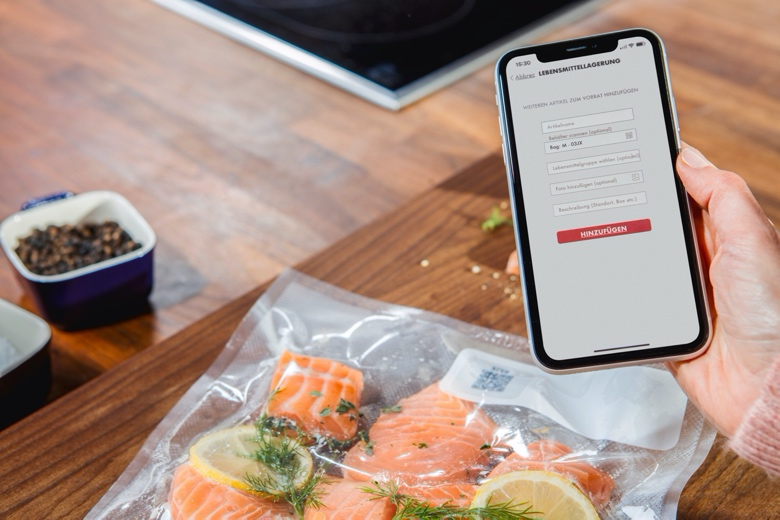 15:30
Abbruch LEBENSMITTELLAGERUNG
WEITEREN ARTIKEL ZUM VORRAT HINZUFÜGEN
Artikelname
Behälter scannen (optional)
Bag: M - 03JX
Lebensmittelgruppe wählen (optional)
Foto hinzufügen (optional)
Beschreibung (Standort, Box etc.)
HINZUFÜGEN